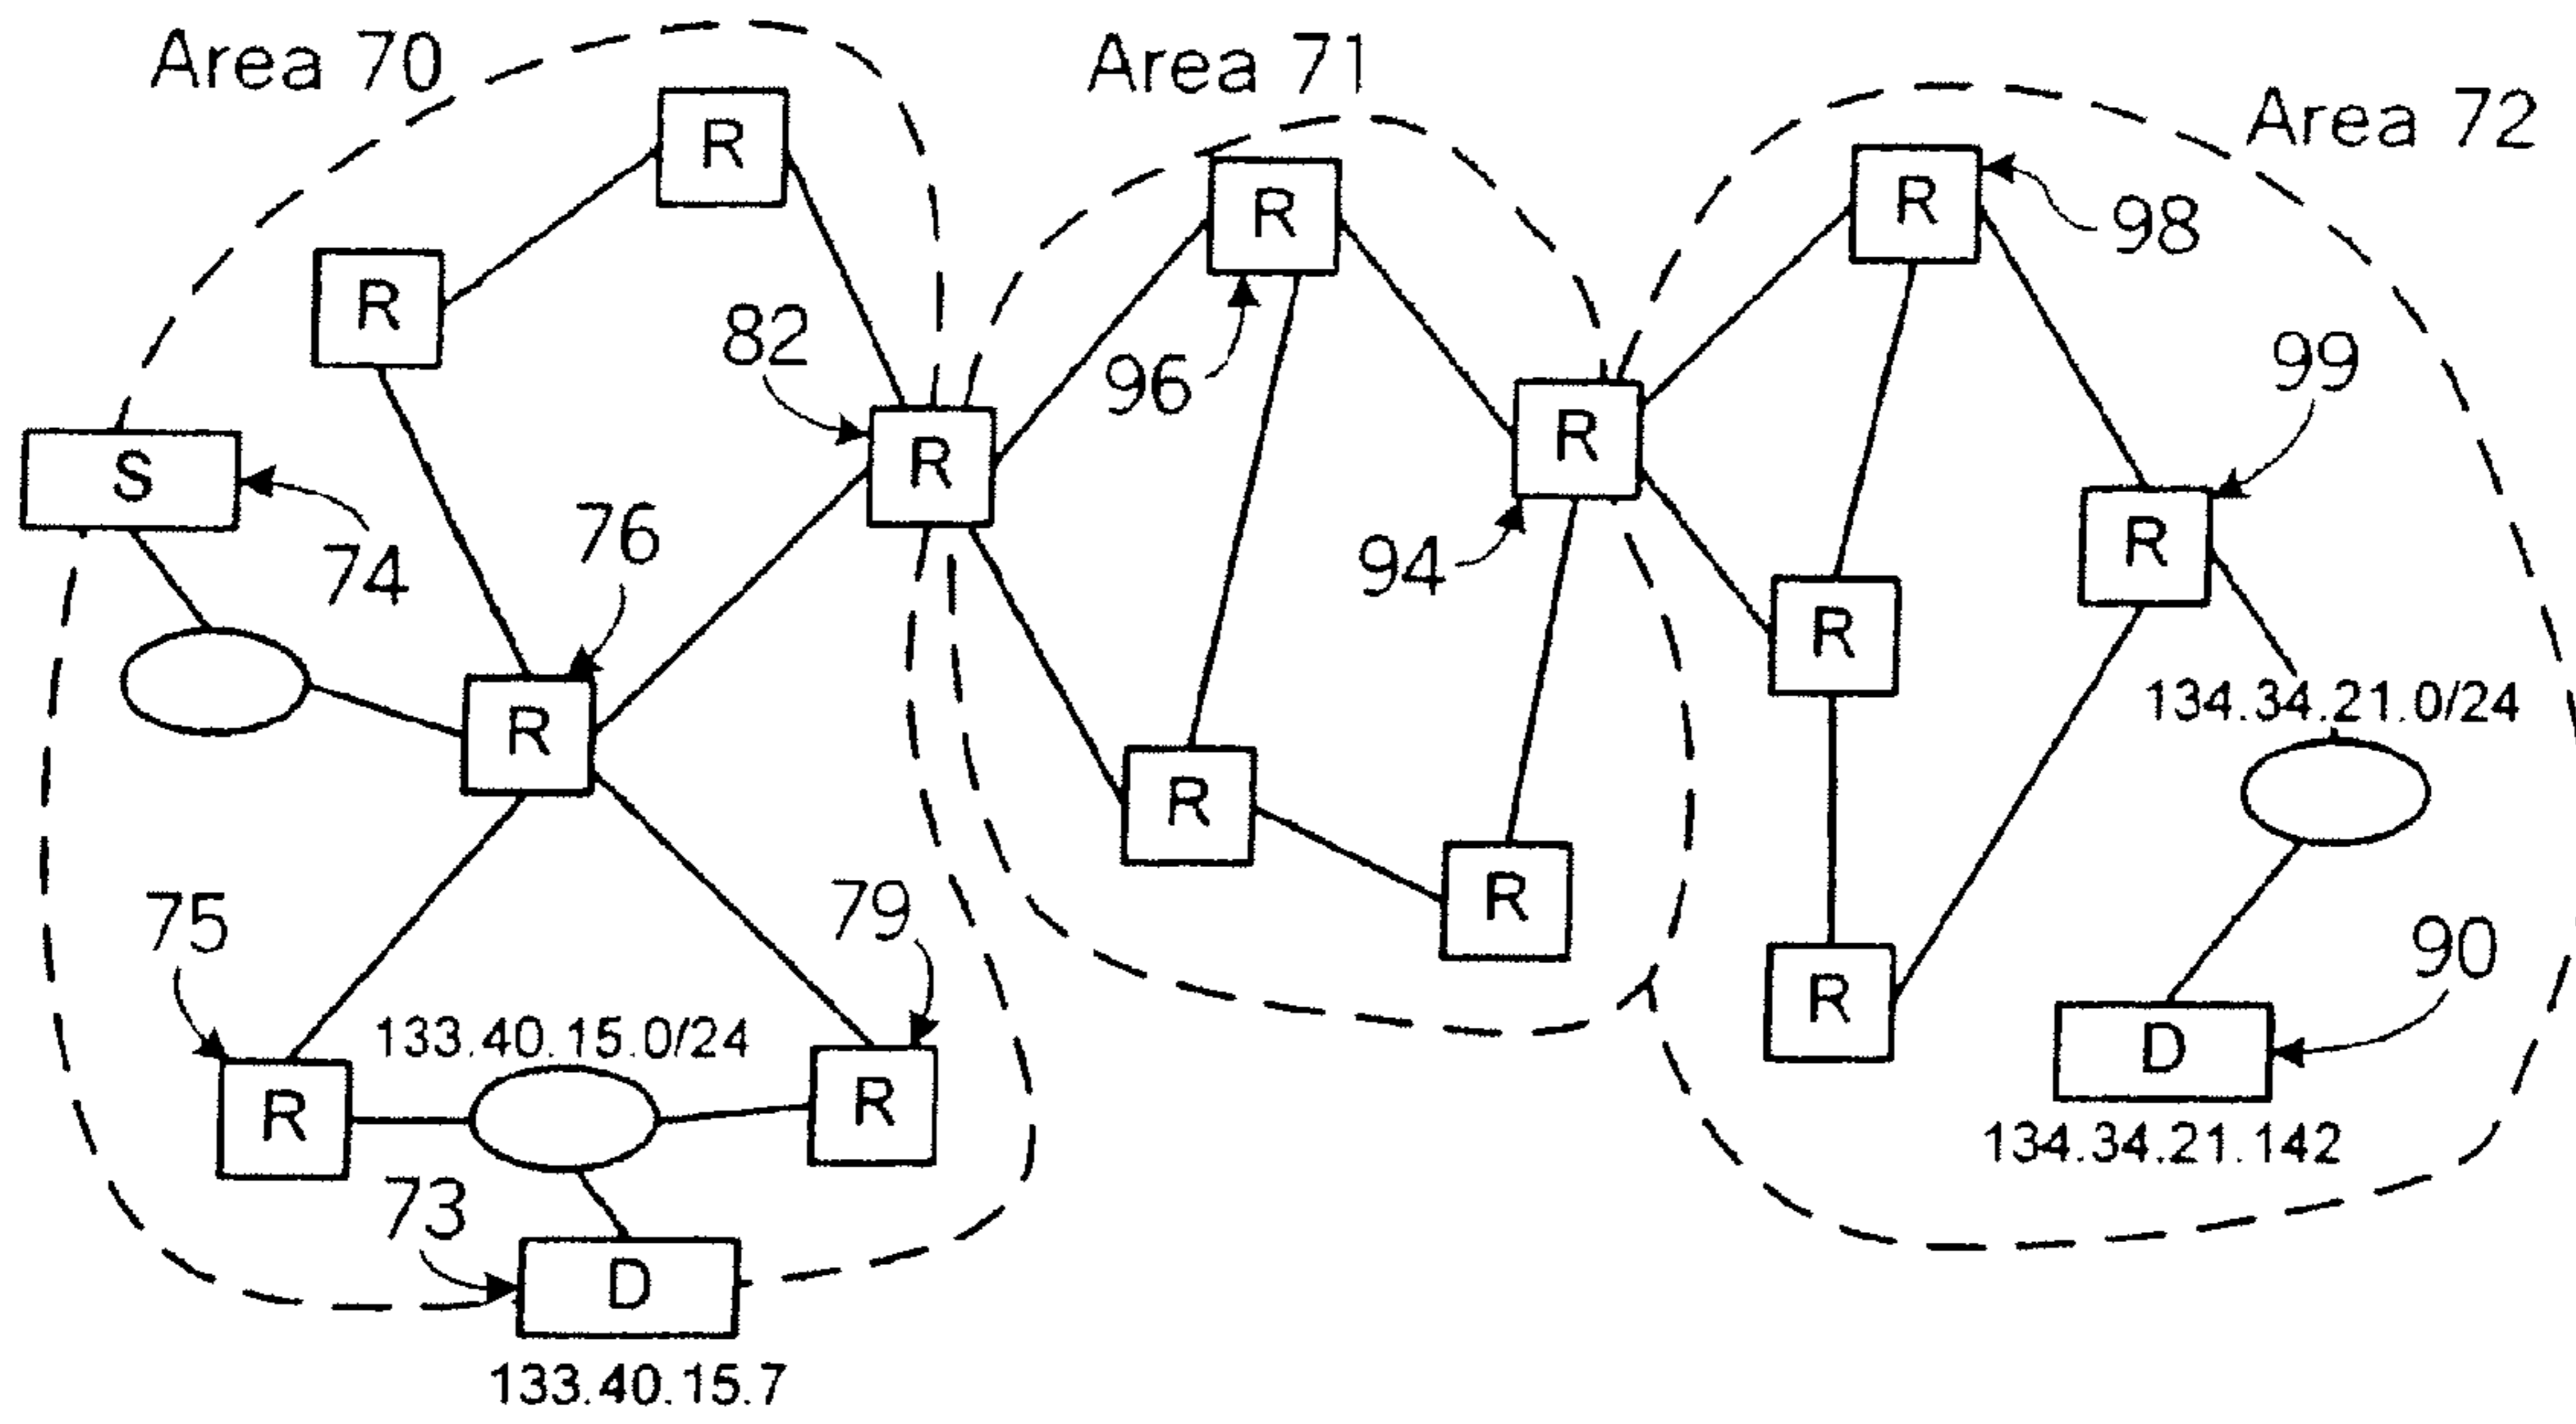 Area 70
Area 71
Area 72
R
R
98
R
R
R
82
96
99
R
R
S
74
76
94
R
R
R
134.34.21.0/24
R
75
79
R
90
133.40.15.0/24
R
R
R
D
134.34.21.142
73
D
133.40.15.7